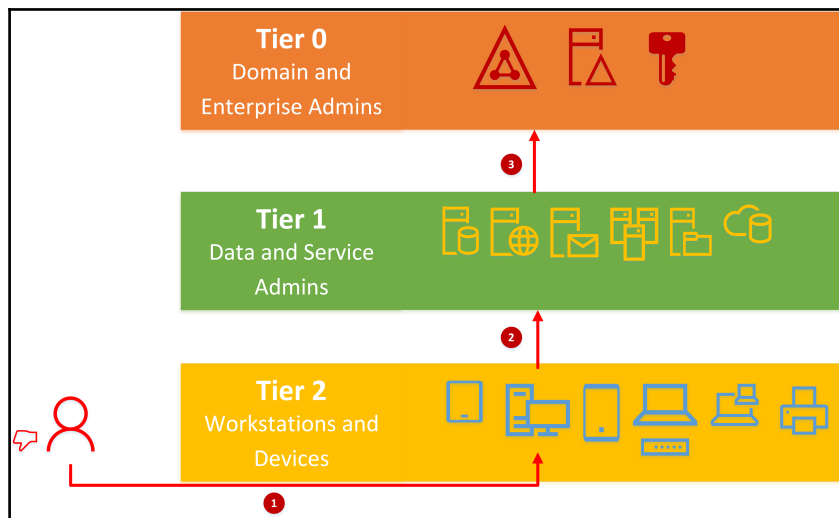 Tier 0
Domain and
Enterprise Admins
3
Tier 1
Data and Service
Admins
2
Tier 2
Workstations and
Devices
1